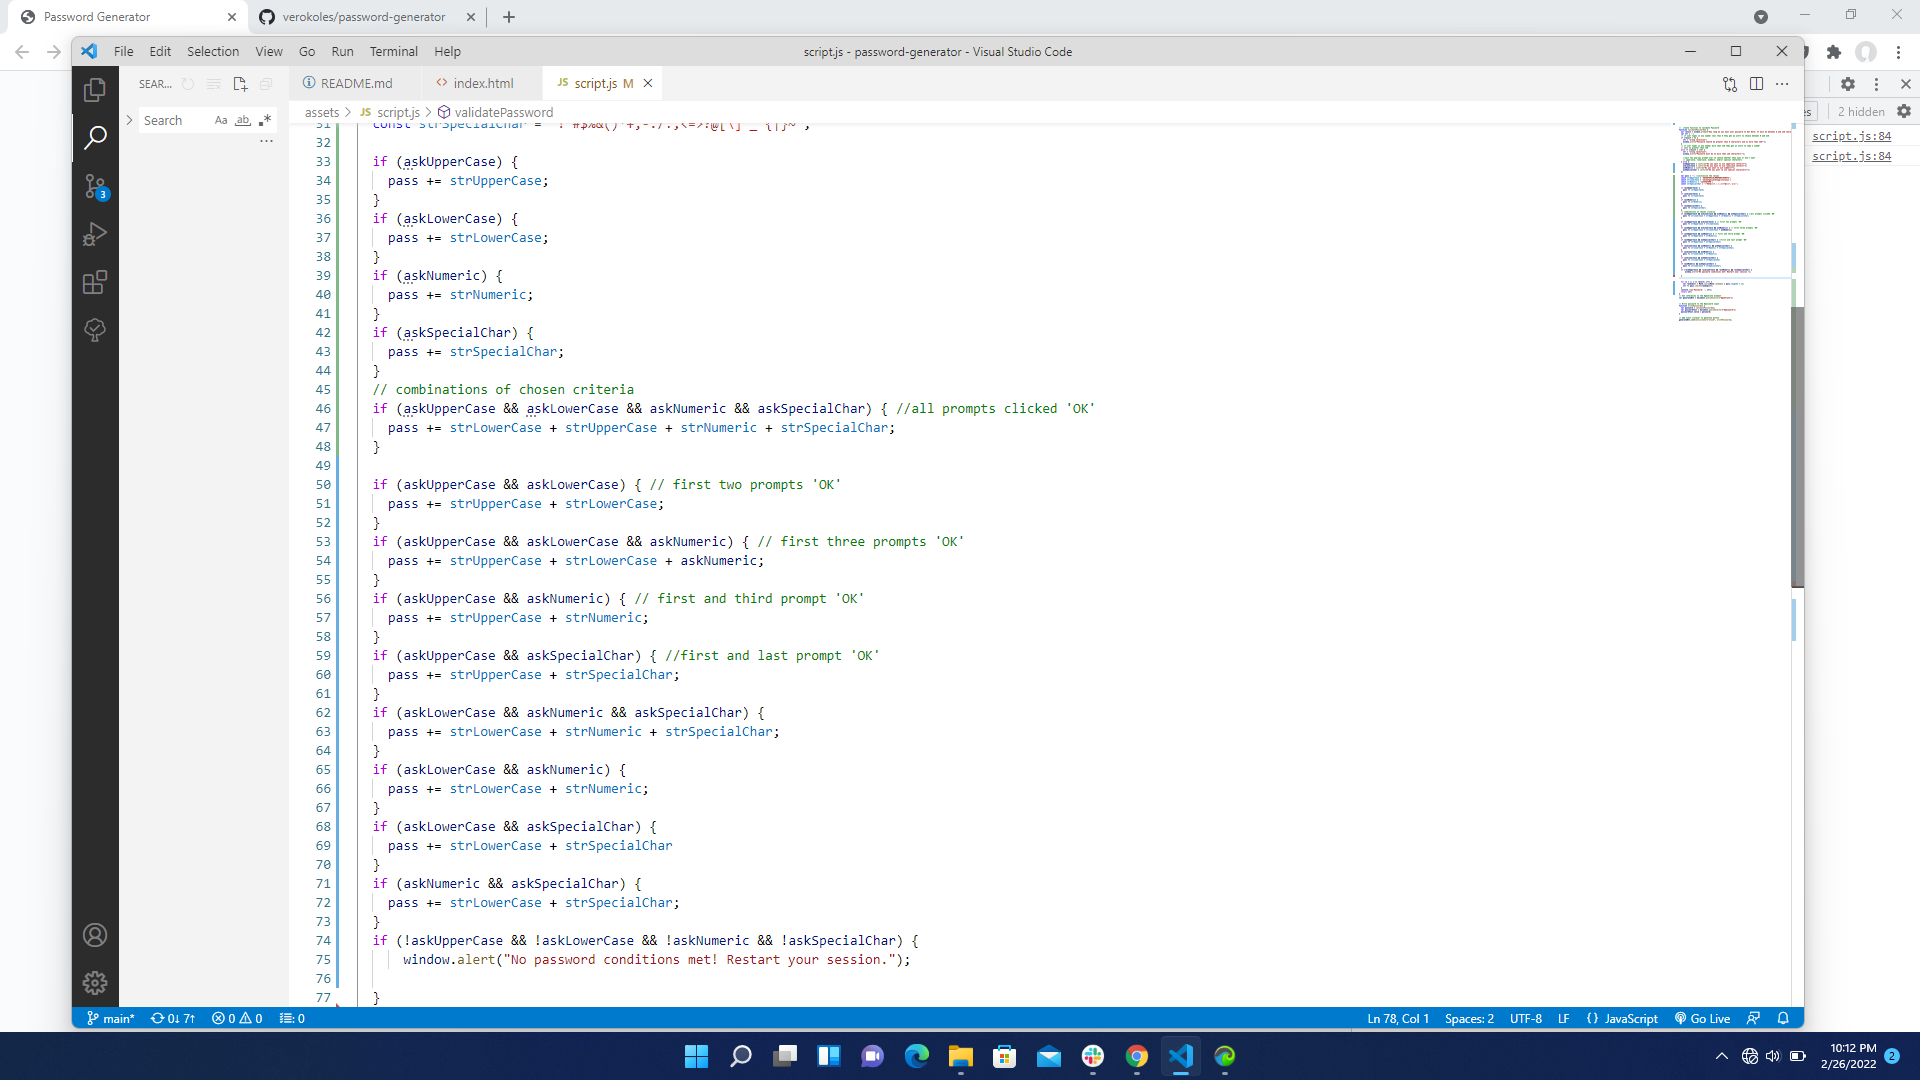 Password Generator
verokoles/password-generator
File Edit Selection View Go Run Terminal Help
script.js - password-generator - Visual Studio Code
SEAR...
README.md
index.html
JS script.js M
2 hidden
Search
Aa ab
assets > JS script.js > validatePassword
script.js:84
script.js:84
32
33 if (askUpperCase) {
34 pass += strUpperCase;
35 }
36 if (askLowerCase) {
37 pass += strLowerCase;
38 }
39 if (askNumeric) {
40 pass += strNumeric;
41 }
42 if (askSpecialChar) {
43 pass += strSpecialChar;
44 }
45 // combinations of chosen criteria
46 if (askUpperCase && askLowerCase && askNumeric && askSpecialChar) { //all prompts clicked 'OK'
47 pass += strLowerCase + strUpperCase + strNumeric + strSpecialChar;
48 }
49
50 if (askUpperCase && askLowerCase) { // first two prompts 'OK'
51 pass += strUpperCase + strLowerCase;
52 }
53 if (askUpperCase && askLowerCase && askNumeric) { // first three prompts 'OK'
54 pass += strUpperCase + strLowerCase + askNumeric;
55 }
56 if (askUpperCase && askNumeric) { // first and third prompt 'OK'
57 pass += strUpperCase + strNumeric;
58 }
59 if (askUpperCase && askSpecialChar) { //first and last prompt 'OK'
60 pass += strUpperCase + strSpecialChar;
61 }
62 if (askLowerCase && askNumeric && askSpecialChar) {
63 pass += strLowerCase + strNumeric + strSpecialChar;
64 }
65 if (askLowerCase && askNumeric) {
66 pass += strLowerCase + strNumeric;
67 }
68 if (askLowerCase && askSpecialChar) {
69 pass += strLowerCase + strSpecialChar
70 }
71 if (askNumeric && askSpecialChar) {
72 pass += strLowerCase + strSpecialChar;
73 }
74 if (!askUpperCase && !askLowerCase && !askNumeric && !askSpecialChar) {
75 window.alert("No password conditions met! Restart your session.");
76
77 }
3
main* 0↓ 7↑ 0 0 : 0
Ln 78, Col 1 Spaces: 2 UTF-8 LF {} JavaScript Go Live
10:12 PM
2/26/2022
2